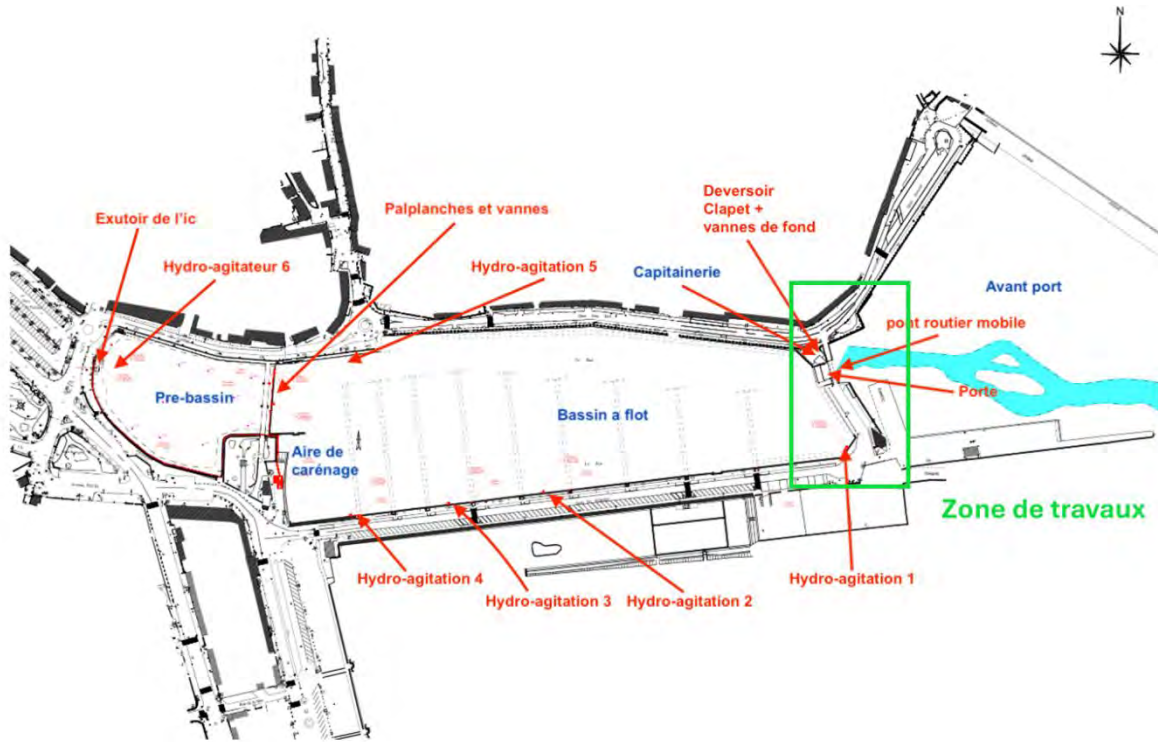 N
Deversoir
Clapet +
vannes de fond
Exutoir de l'ic
Palplanches et vannes
Hydro-agitateur 6
Hydro-agitation 5
Capitainerie
Avant port
pont routier mobile
Pre-bassin
Porte
Bassin a flot
Aire de
carénage
Zone de travaux
Hydro-agitation 4
Hydro-agitation 3
Hydro-agitation 2
Hydro-agitation 1